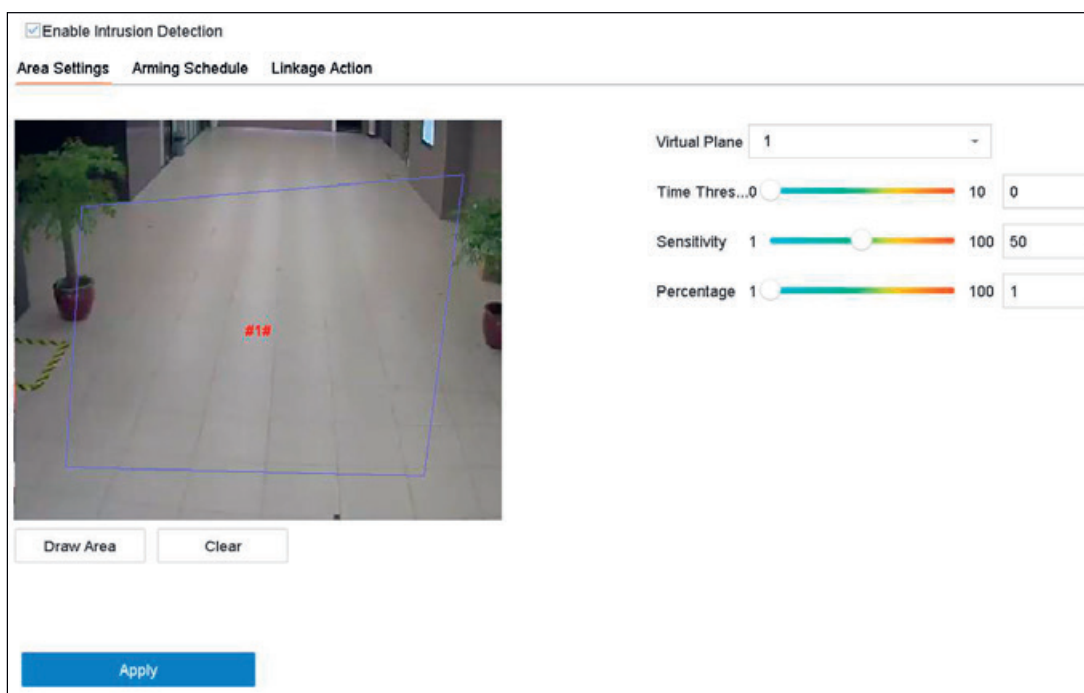 Enable Intrusion Detection
Area Settings Arming Schedule Linkage Action
Virtual Plane 1
Time Thres...0 10 0
Sensitivity 1 100 50
Percentage 1 100 1
#1#
Draw Area Clear
Apply